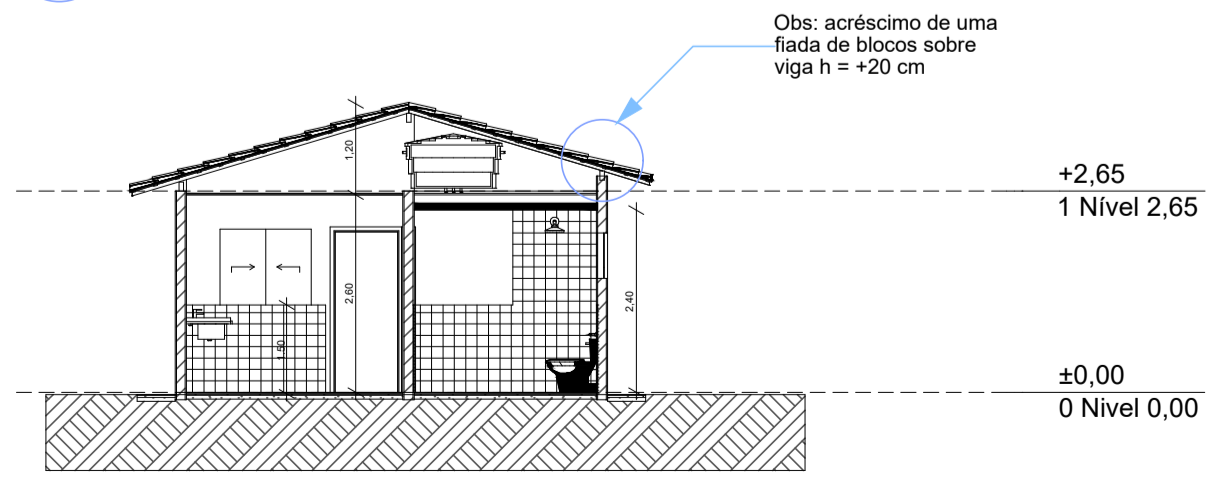 Obs: acréscimo de uma
fiada de blocos sobre
viga h = +20 cm
1,20
+2,65
1 Nível 2,65
2,60
2,40
1,50
±0,00
0 Nivel 0,00